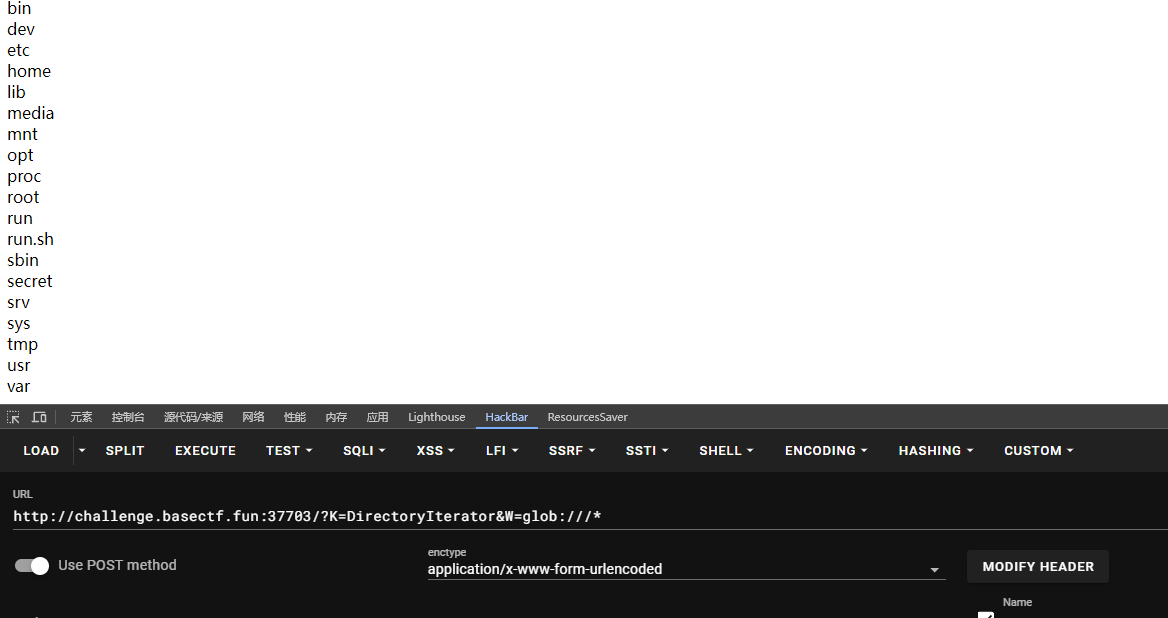 bin
dev
etc
home
lib
media
mnt
opt
proc
root
run
run.sh
sbin
secret
srv
sys
tmp
usr
var
元素 控制台 源代码/来源 网络 性能 内存 应用 Lighthouse HackBar ResourcesSaver
LOAD SPLIT EXECUTE TEST SQLI XSS LFI SSRF SSTI SHELL ENCODING HASHING CUSTOM
URL
http://challenge.basectf.fun:37703/?K=DirectoryIterator&W=glob:///*
Use POST method
enctype
application/x-www-form-urlencoded
MODIFY HEADER
Name